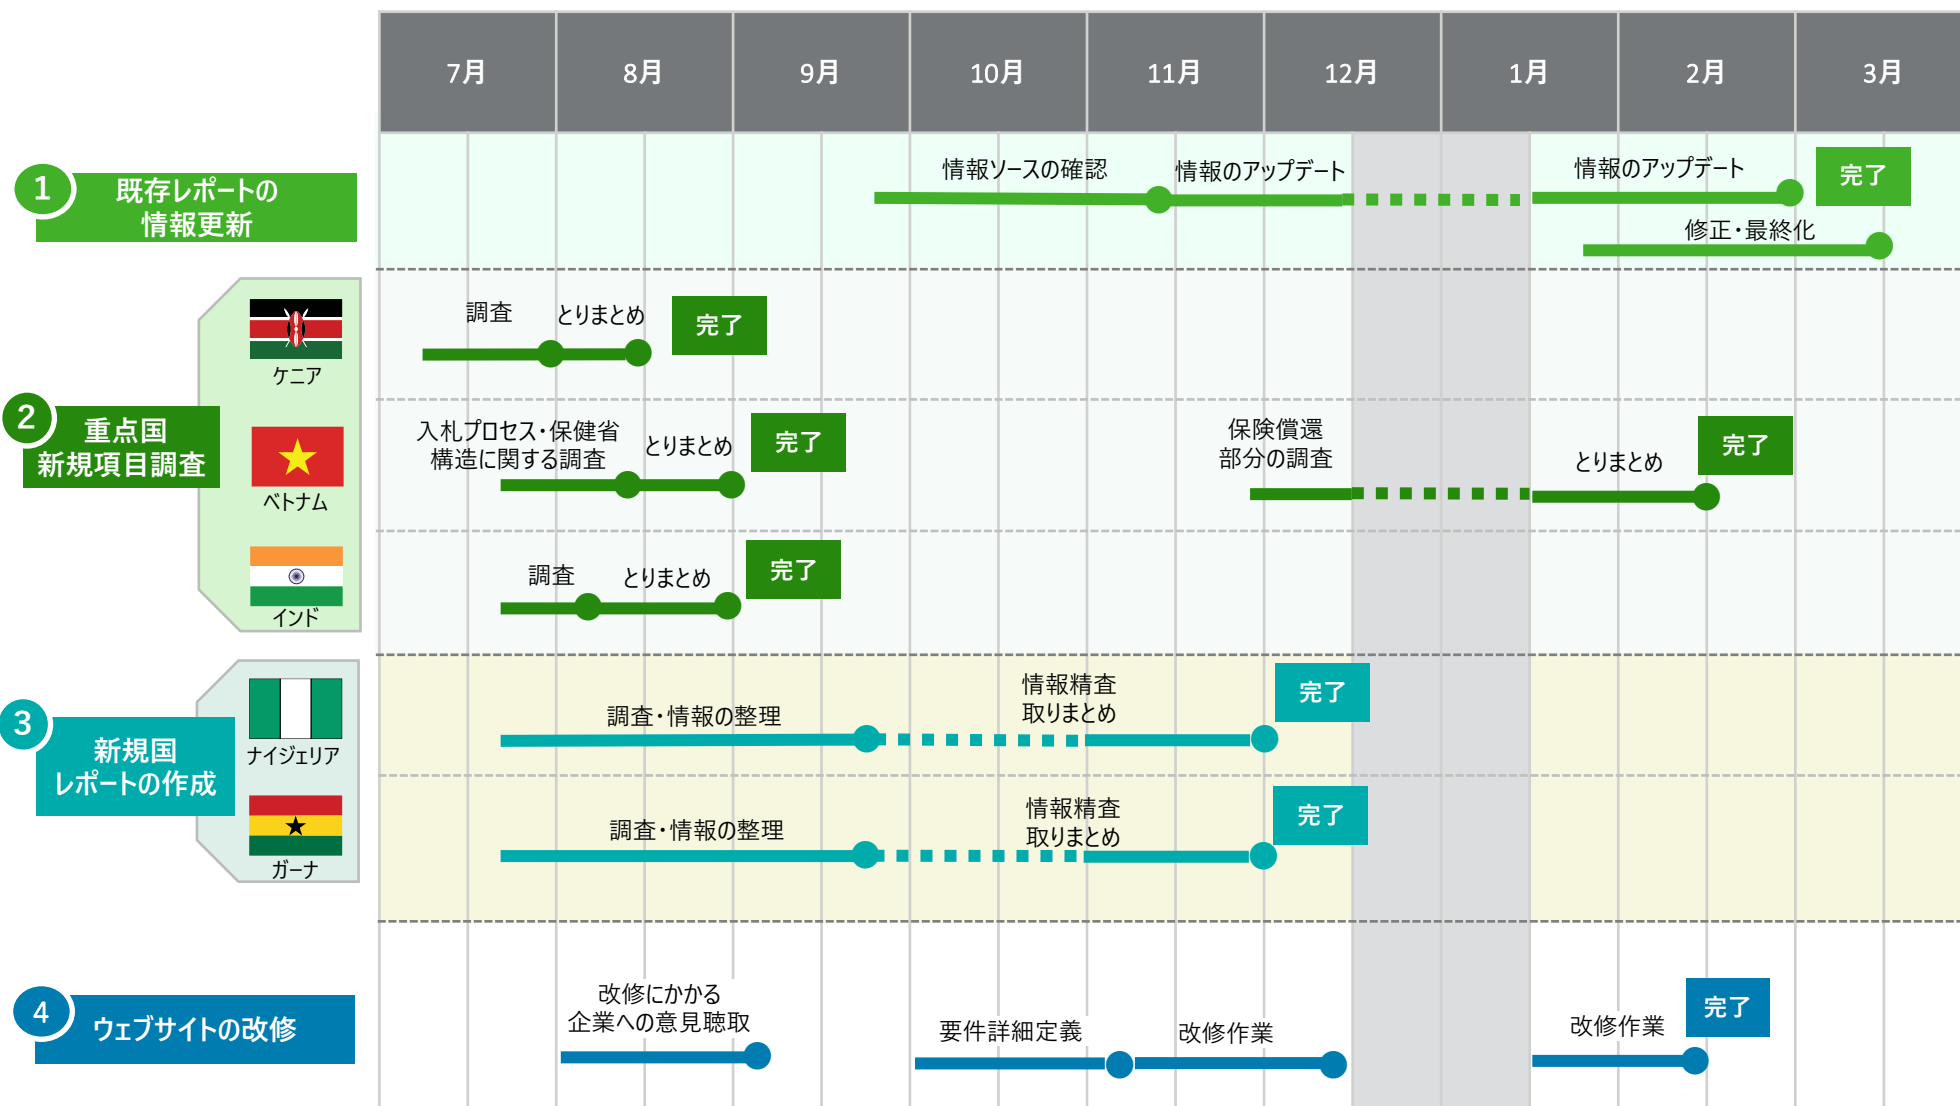 7月
8月
9月
10月
11月
12月
1月
2月
3月
1
既存レポートの
情報更新
情報ソースの確認
情報のアップデート
情報のアップデート
完了
修正・最終化
2
重点国
新規項目調査
ケニア
調査
とりまとめ
完了
ベトナム
入札プロセス・保健省
構造に関する調査
とりまとめ
完了
保険償還
部分の調査
とりまとめ
完了
インド
調査
とりまとめ
完了
3
新規国
レポートの作成
ナイジェリア
調査・情報の整理
情報精査
取りまとめ
完了
ガーナ
調査・情報の整理
情報精査
取りまとめ
完了
4
ウェブサイトの改修
改修にかかる
企業への意見聴取
要件詳細定義
改修作業
改修作業
完了